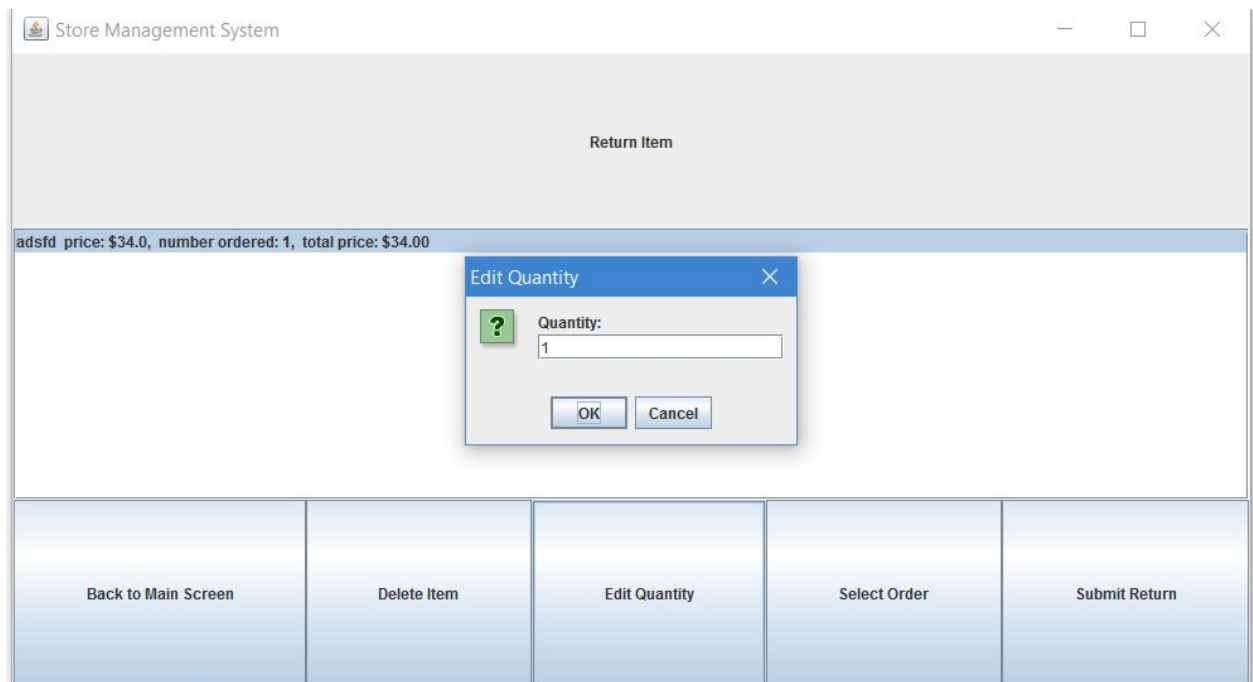 Store Management System
Return Item
adsfd price: $34.0, number ordered: 1, total price: $34.00
Edit Quantity
?
Quantity:
1
OK Cancel
Back to Main Screen Delete Item Edit Quantity Select Order Submit Return